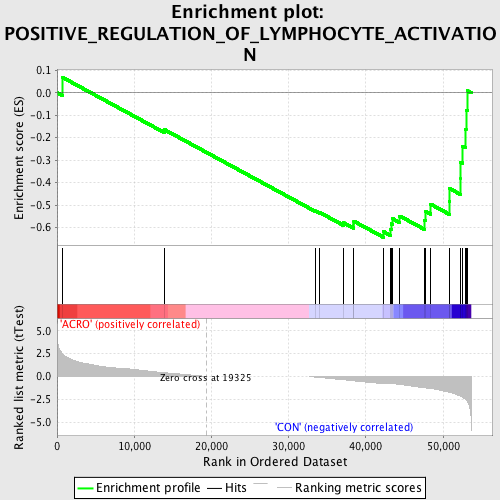 Enrichment plot:
POSITIVE_REGULATION_OF_LYMPHOCYTE_ACTIVATIO
N
Enrichment score (ES)
0.1
0.0
-0.1
-0.2
-0.3
-0.4
-0.5
-0.6
'ACRO' (positively correlated)
Ranked list metric (tTest)
5.0
2.5
0.0
-2.5
-5.0
Zero cross at 19325
'CON' (negatively correlated)
0
10,000
20,000
30,000
40,000
50,000
Rank in Ordered Dataset
Enrichment profile
Hits
Ranking metric scores